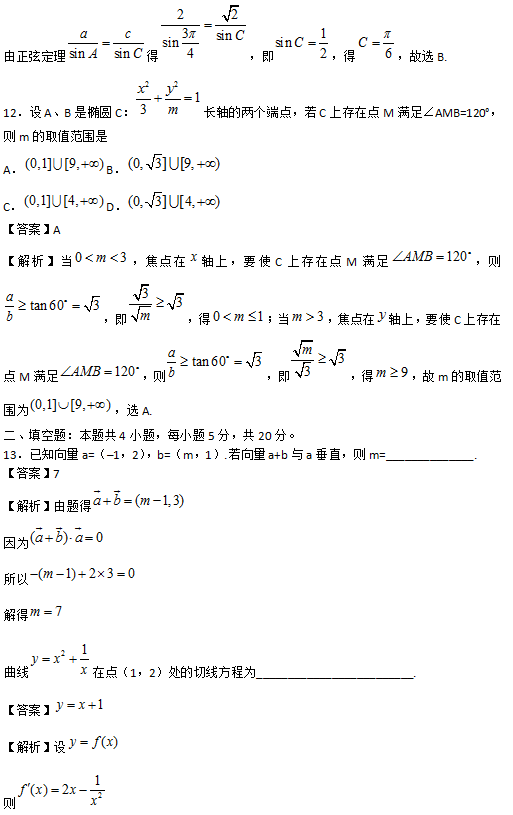 由正弦定理 a/sin A = c/sin C 得 2/sin(3π/4) = √2/sin C ，即 sin C = 1/2 ，得 C = π/6 ，故选 B.
12．设 A、B 是椭圆 C： x²/3 + y²/m = 1 长轴的两个端点，若 C 上存在点 M 满足∠AMB=120°，
则 m 的取值范围是
A．(0,1]∪[9,+∞) B．(0,√3]∪[9,+∞)
C．(0,1]∪[4,+∞) D．(0,√3]∪[4,+∞)
【答案】A
【解析】当 0<m<3 ，焦点在 x 轴上，要使 C 上存在点 M 满足 ∠AMB=120° ，则
a/b ≥ tan 60° = √3 ，即 √3/√m ≥ √3 ，得 0<m≤1；当 m>3，焦点在 y 轴上，要使 C 上存在
点 M 满足 ∠AMB=120° ，则 a/b ≥ tan 60° = √3 ，即 √m/√3 ≥ √3 ，得 m≥9，故 m 的取值范
围为 (0,1]∪[9,+∞) ，选 A.
二、填空题：本题共 4 小题，每小题 5 分，共 20 分。
13．已知向量 a=（–1，2），b=（m，1）.若向量 a+b 与 a 垂直，则 m=______________.
【答案】7
【解析】由题得 a⃗+b⃗=(m−1,3)
因为 (a⃗+b⃗)·a⃗=0
所以 −(m−1)+2×3=0
解得 m=7
曲线 y=x²+1/x 在点（1，2）处的切线方程为_________________________.
【答案】y=x+1
【解析】设 y=f(x)
则 f′(x)=2x−1/x²